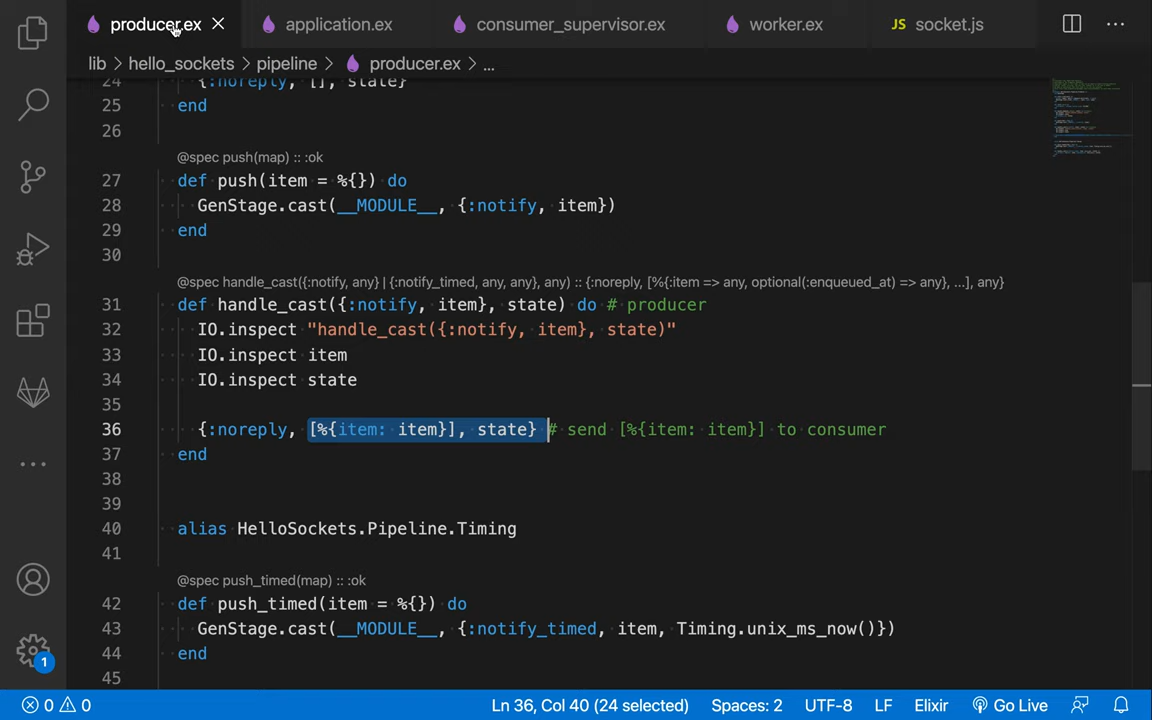 producer.ex
application.ex
consumer_supervisor.ex
worker.ex
JS socket.js
lib > hello_sockets > pipeline > producer.ex > ...
24 {:noreply, [], state}
25 end
26
@spec push(map) :: :ok
27 def push(item = %{}) do
28 GenStage.cast(__MODULE__, {:notify, item})
29 end
30
@spec handle_cast({:notify, any} | {:notify_timed, any, any}, any) :: {:noreply, [%{:item => any, optional(:enqueued_at) => any}, ...], any}
31 def handle_cast({:notify, item}, state) do # producer
32 IO.inspect "handle_cast({:notify, item}, state)"
33 IO.inspect item
34 IO.inspect state
35
36 {:noreply, [%{item: item}], state} # send [%{item: item}] to consumer
37 end
38
39
40 alias HelloSockets.Pipeline.Timing
41
@spec push_timed(map) :: :ok
42 def push_timed(item = %{}) do
43 GenStage.cast(__MODULE__, {:notify_timed, item, Timing.unix_ms_now()})
44 end
45
1
0 0 Ln 36, Col 40 (24 selected) Spaces: 2 UTF-8 LF Elixir Go Live